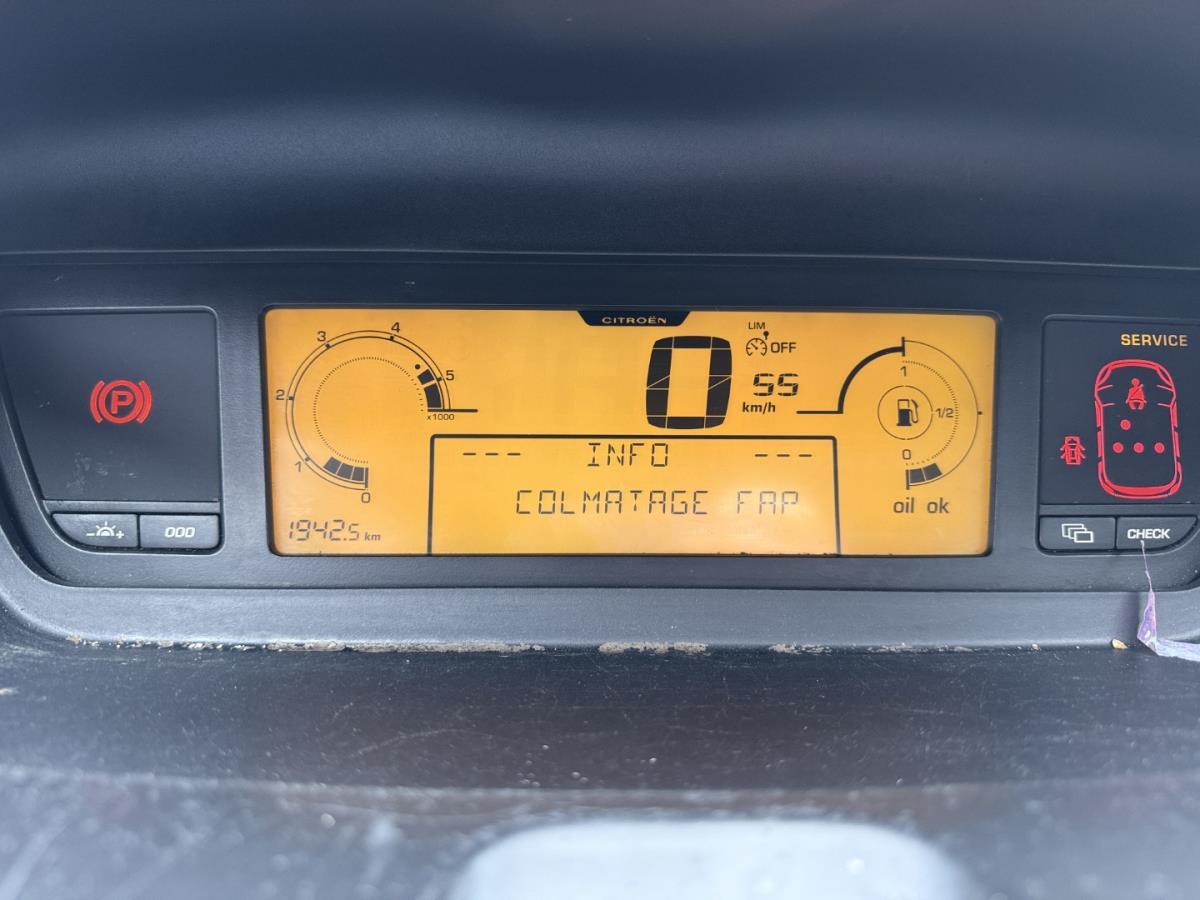 CITROËN
LIM
OFF
0
55
km/h
1
2
3
4
5
x1000
0
1
1/2
0
SERVICE
P
--- INFO ---
COLMATAGE FAP
oil ok
1942.5 km
000
CHECK